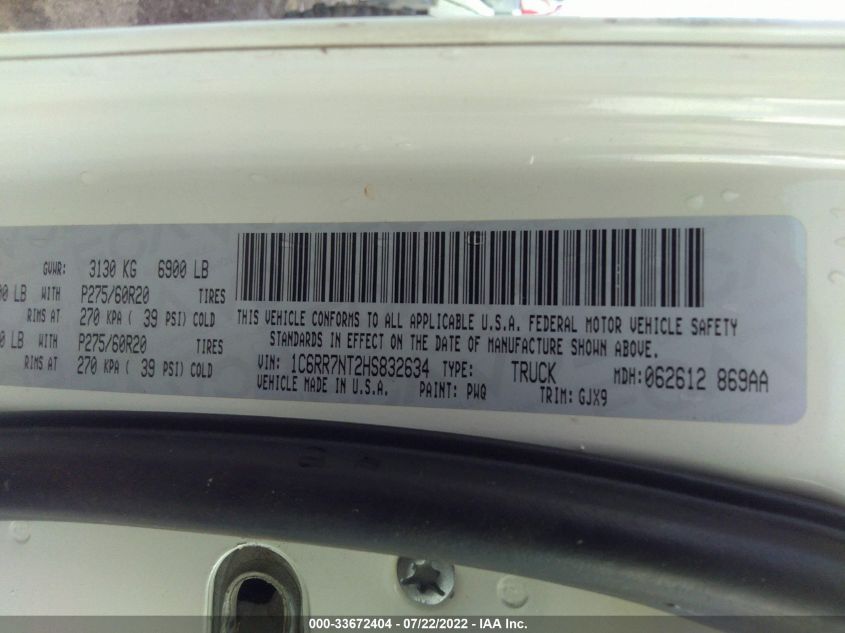 GVWR: 3130 KG 6900 LB
LB WITH P275/60R20 TIRES
RIMS AT 270 KPA ( 39 PSI) COLD
LB WITH P275/60R20 TIRES
RIMS AT 270 KPA ( 39 PSI) COLD
THIS VEHICLE CONFORMS TO ALL APPLICABLE U.S.A. FEDERAL MOTOR VEHICLE SAFETY
STANDARDS IN EFFECT ON THE DATE OF MANUFACTURE SHOWN ABOVE.
VIN: 1C6RR7NT2HS832634 TYPE: TRUCK MDH:062612 869AA
VEHICLE MADE IN U.S.A. PAINT: PWQ TRIM: GJX9
000-33672404 - 07/22/2022 - IAA Inc.